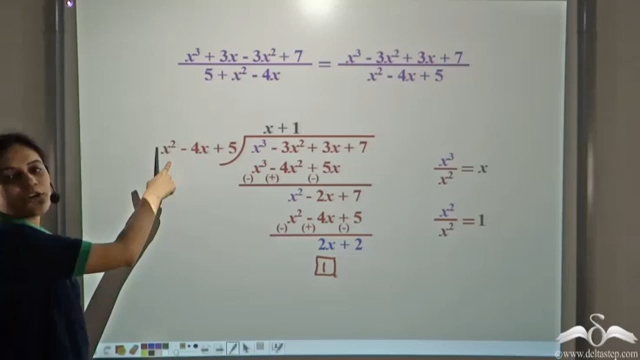 x³ + 3x - 3x² + 7 / 5 + x² - 4x = x³ - 3x² + 3x + 7 / x² - 4x + 5
x + 1
x² - 4x + 5 ) x³ - 3x² + 3x + 7
x³ - 4x² + 5x
(-) (+) (-)
x² - 2x + 7
x² - 4x + 5
(-) (+) (-)
2x + 2
1
x³ / x² = x
x² / x² = 1
©www.deltastep.com